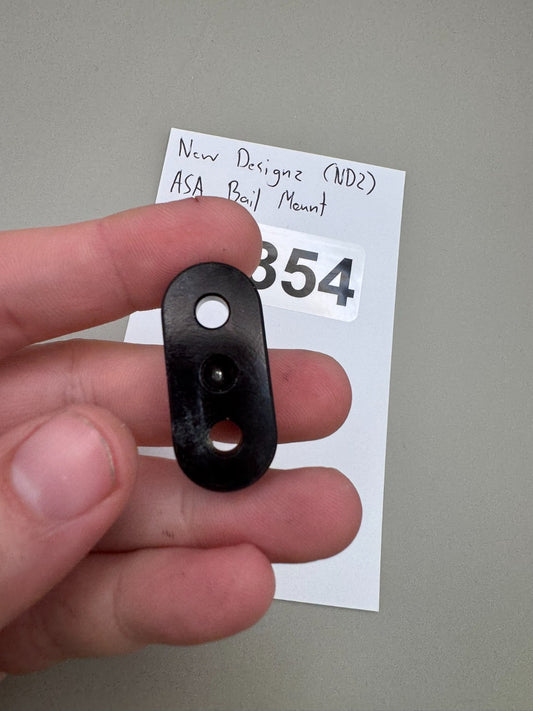 New Designz (NDZ)
ASA Bail Mount
354